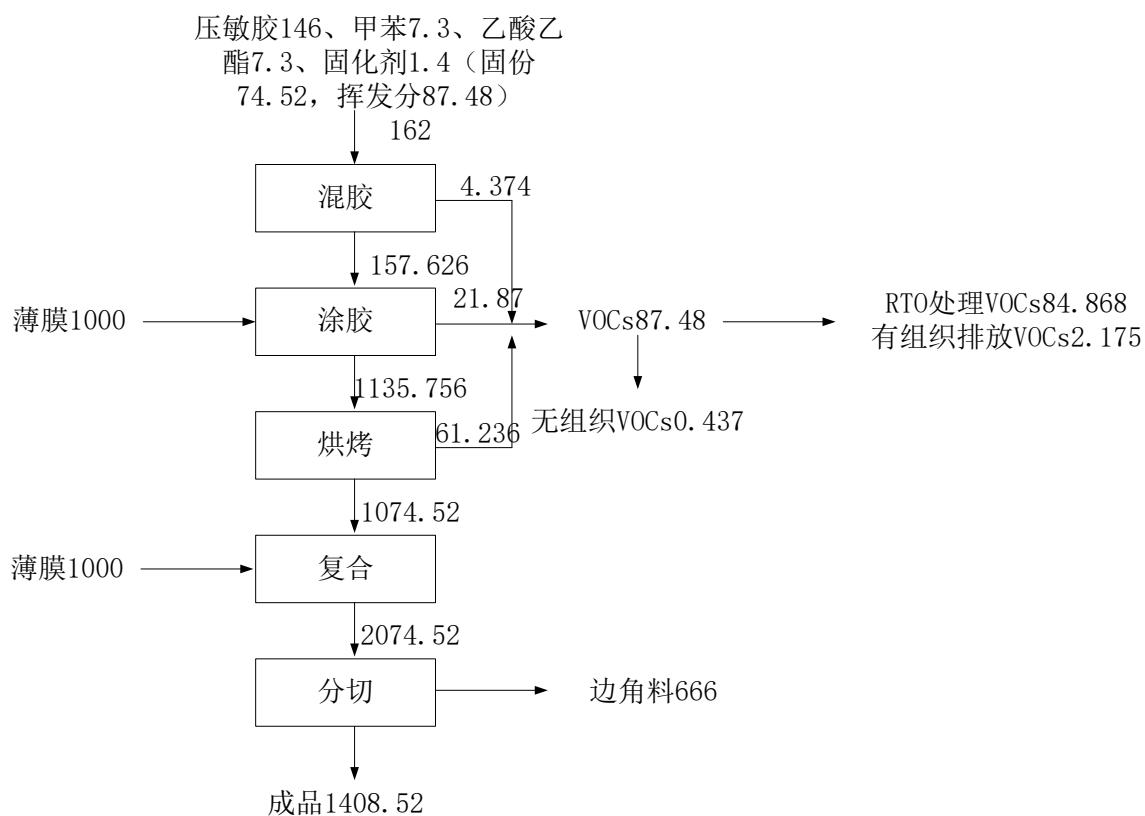 压敏胶146、甲苯7.3、乙酸乙
酯7.3、固化剂1.4（固份
74.52，挥发分87.48）
162
混胶
4.374
157.626
薄膜1000
涂胶
21.87
VOCs87.48
RTO处理VOCs84.868
有组织排放VOCs2.175
1135.756
烘烤
61.236
无组织VOCs0.437
1074.52
薄膜1000
复合
2074.52
分切
边角料666
成品1408.52